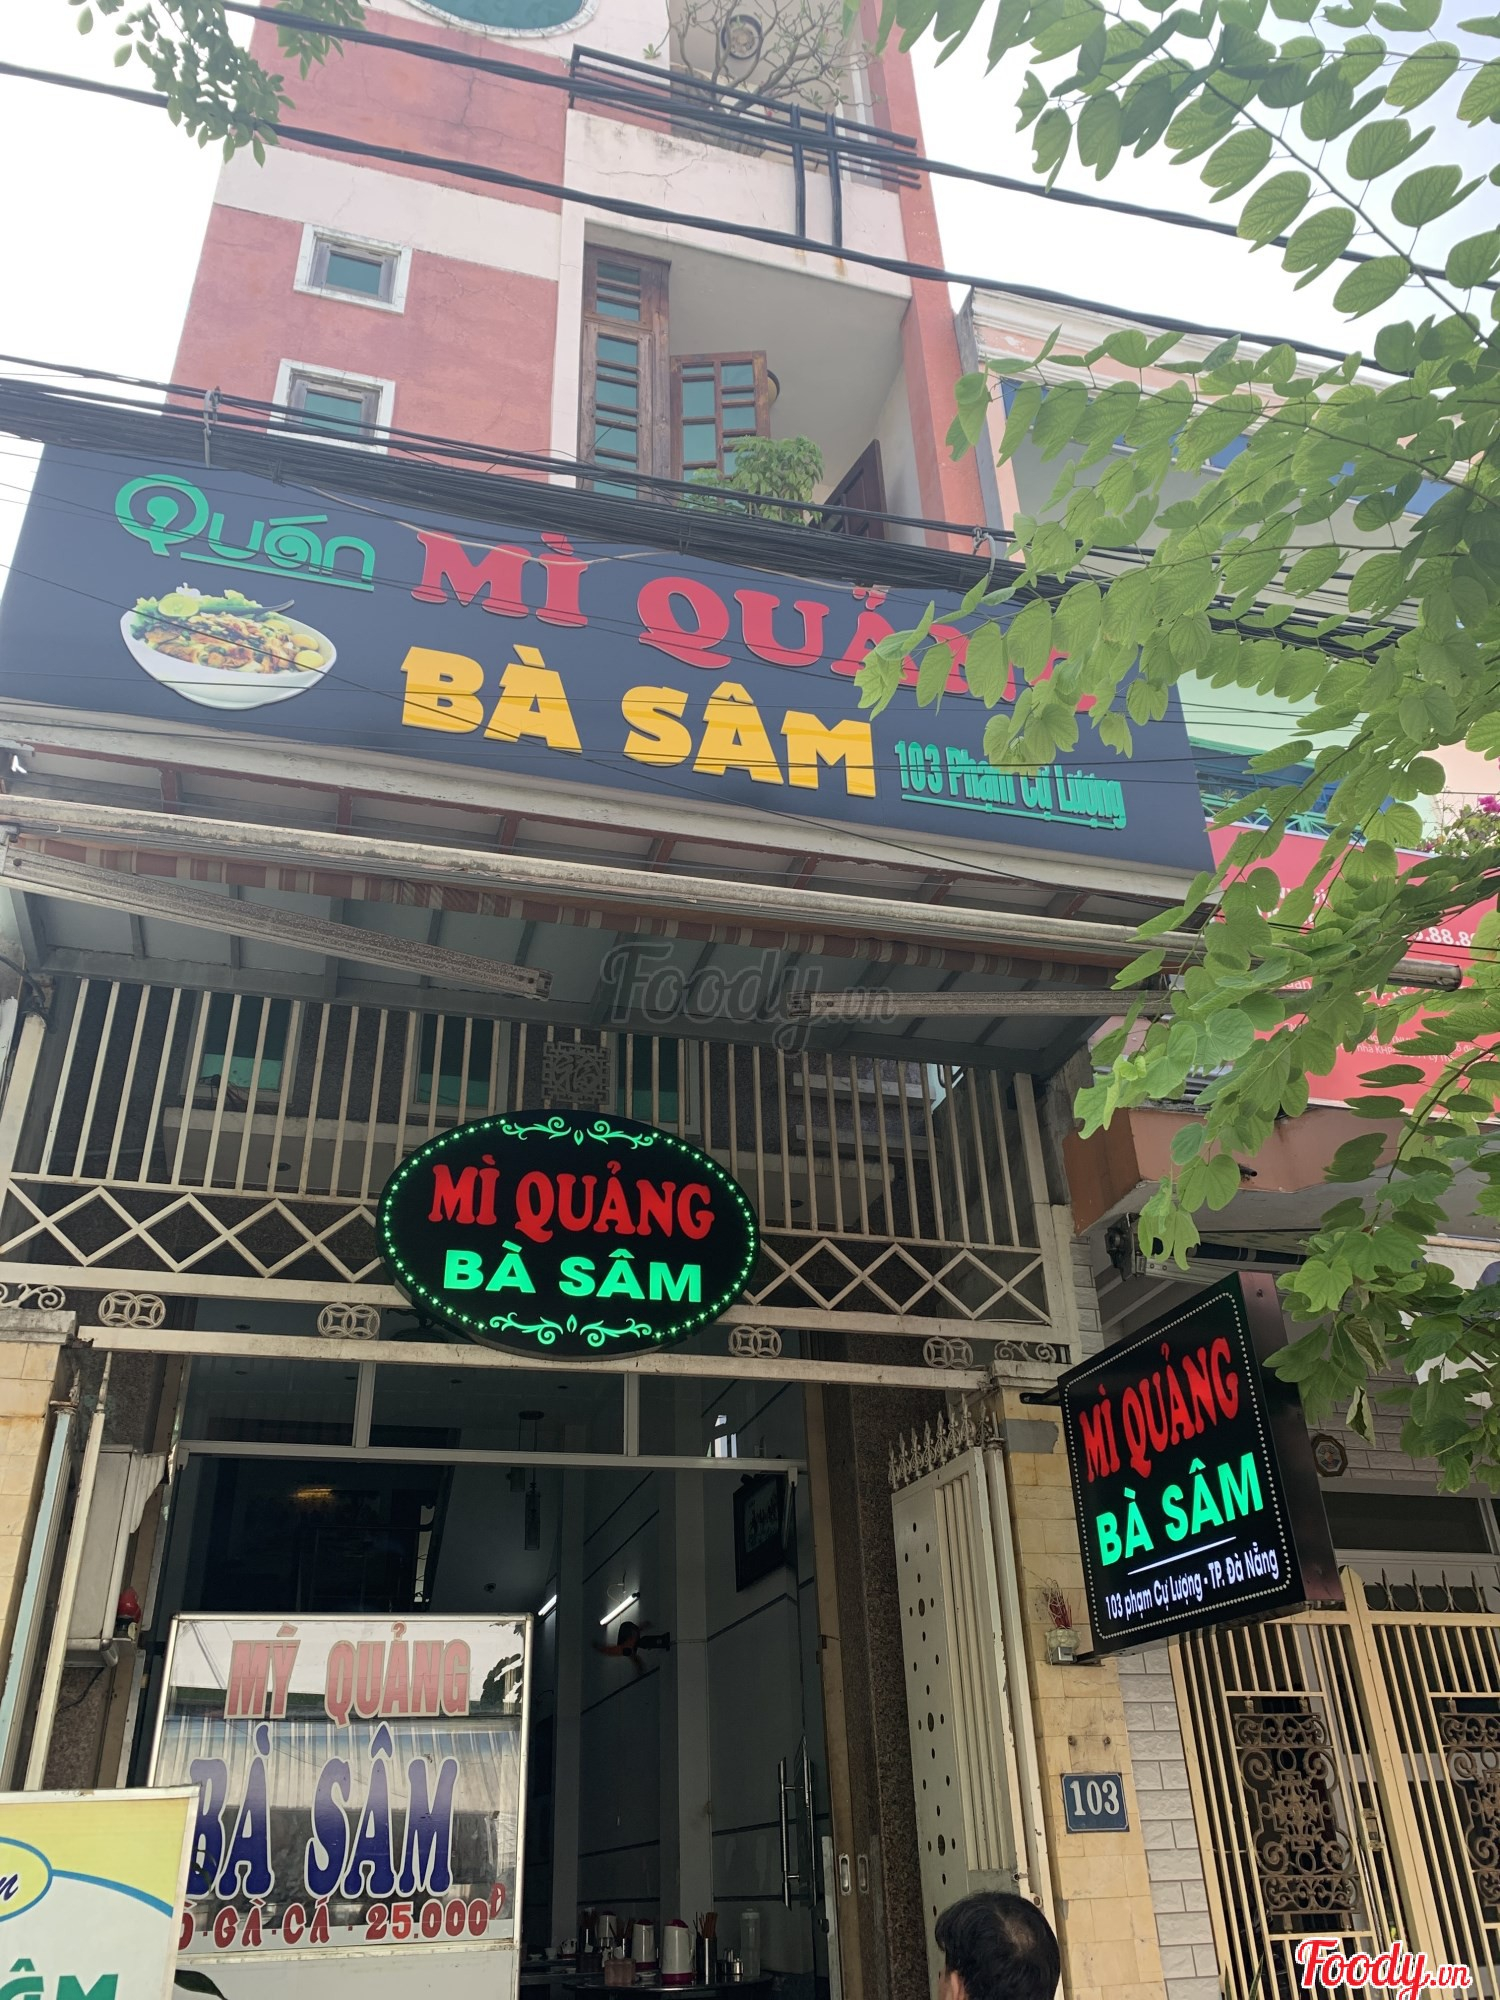 Quán MÌ QUẢNG
BÀ SÂM
103 Phạm Cự Lượng
Foody.vn
MÌ QUẢNG
BÀ SÂM
MÌ QUẢNG
BÀ SÂM
103 phạm Cự Lượng - TP. Đà Nẵng
MỸ QUẢNG
BÀ SÂM
GÀ - CÁ - 25.000đ
103
Foody.vn